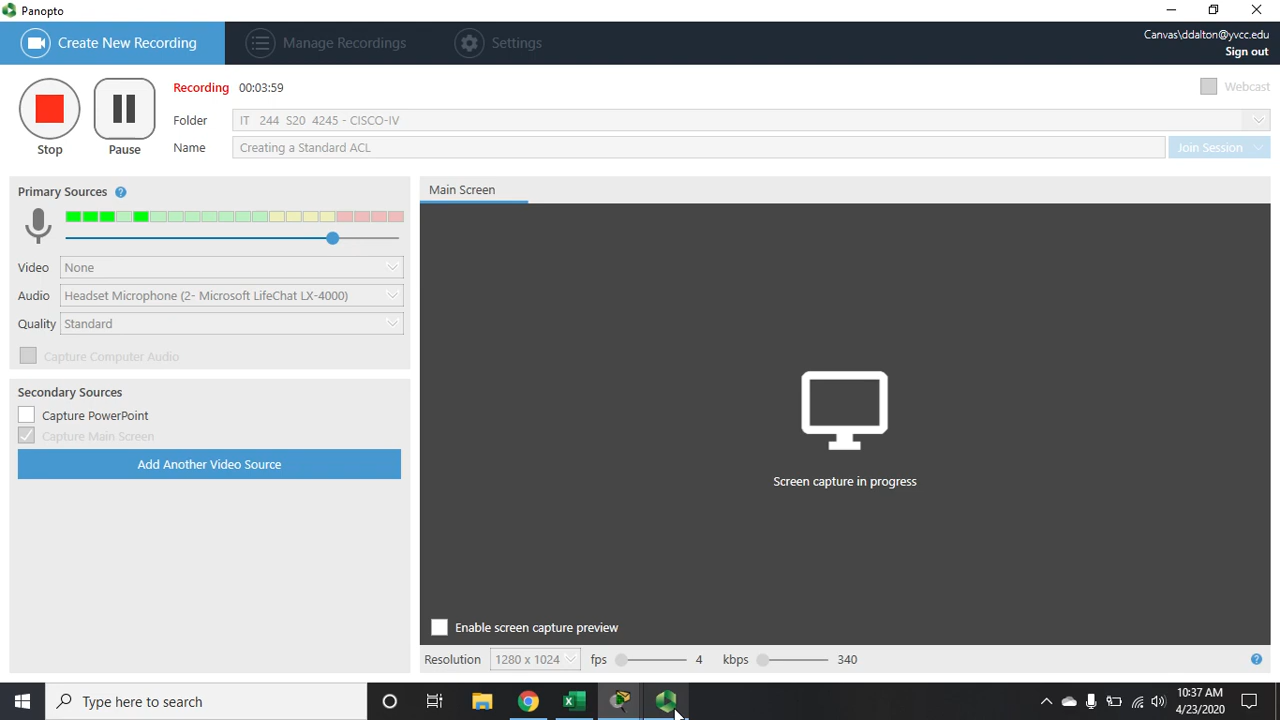 Panopto
Create New Recording
Manage Recordings
Settings
Canvas\ddalton@yvcc.edu
Sign out
Stop
Pause
Recording 00:03:59
Webcast
Folder IT 244 S20 4245 - CISCO-IV
Name Creating a Standard ACL
Join Session
Primary Sources ?
Video None
Audio Headset Microphone (2- Microsoft LifeChat LX-4000)
Quality Standard
Capture Computer Audio
Secondary Sources
Capture PowerPoint
Capture Main Screen
Add Another Video Source
Main Screen
Screen capture in progress
Enable screen capture preview
Resolution 1280 x 1024 fps 4 kbps 340 ?
Type here to search
10:37 AM
4/23/2020